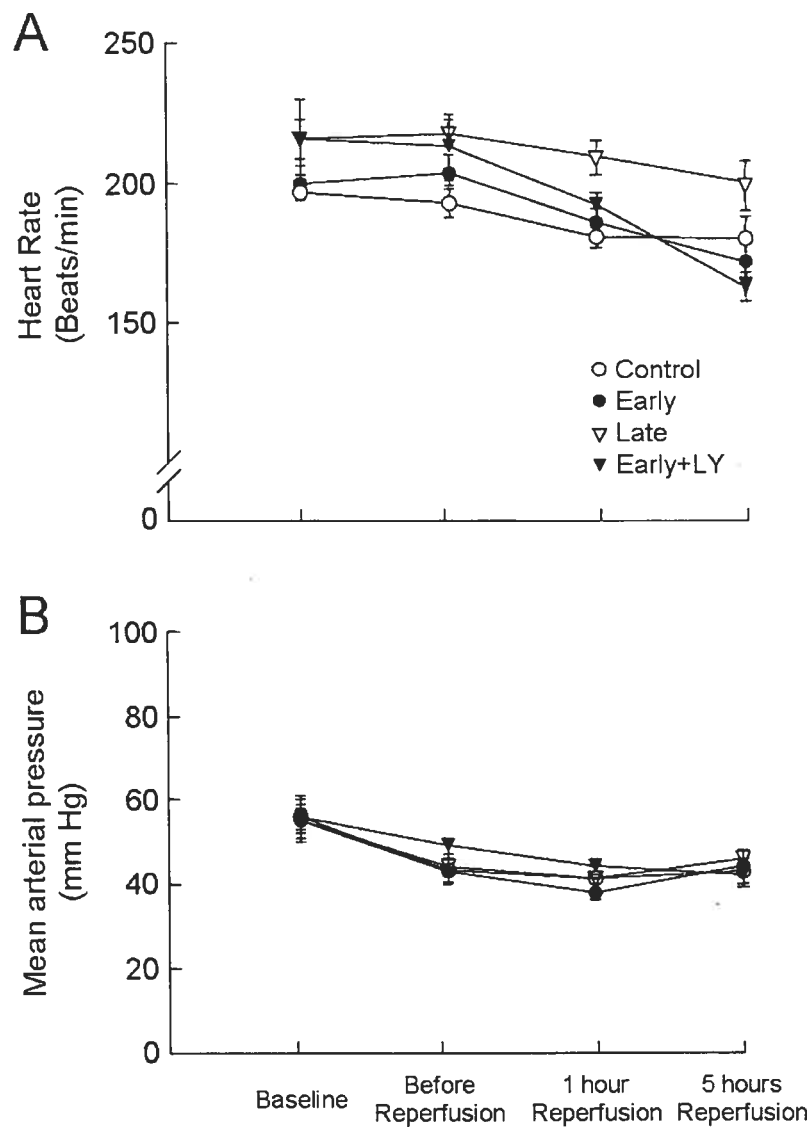 A
250
200
150
0
Heart Rate
(Beats/min)
Control
Early
Late
Early+LY
B
100
80
60
40
20
0
Mean arterial pressure
(mm Hg)
Baseline
Before
Reperfusion
1 hour
Reperfusion
5 hours
Reperfusion